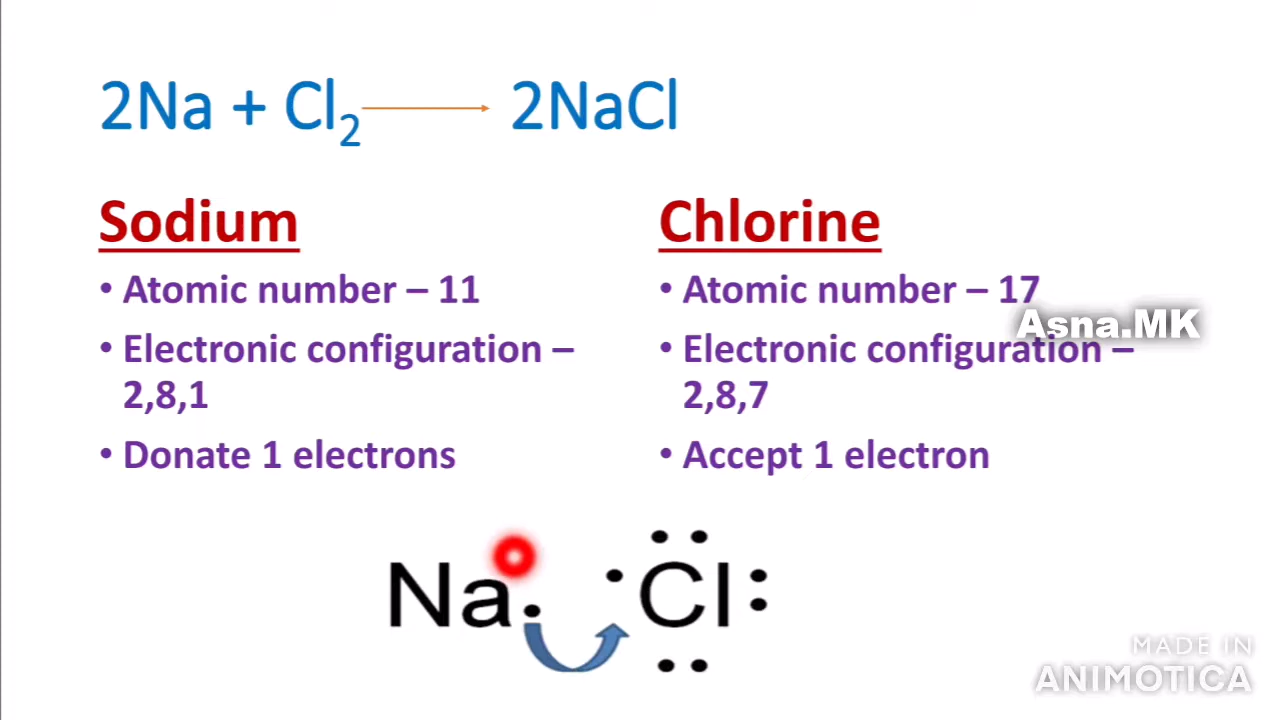 2Na + Cl₂ → 2NaCl
Sodium
• Atomic number – 11
• Electronic configuration –
2,8,1
• Donate 1 electrons
Chlorine
• Atomic number – 17
• Electronic configuration –
2,8,7
• Accept 1 electron
Asna.MK
Na Cl
MADE IN
ANIMOTICA